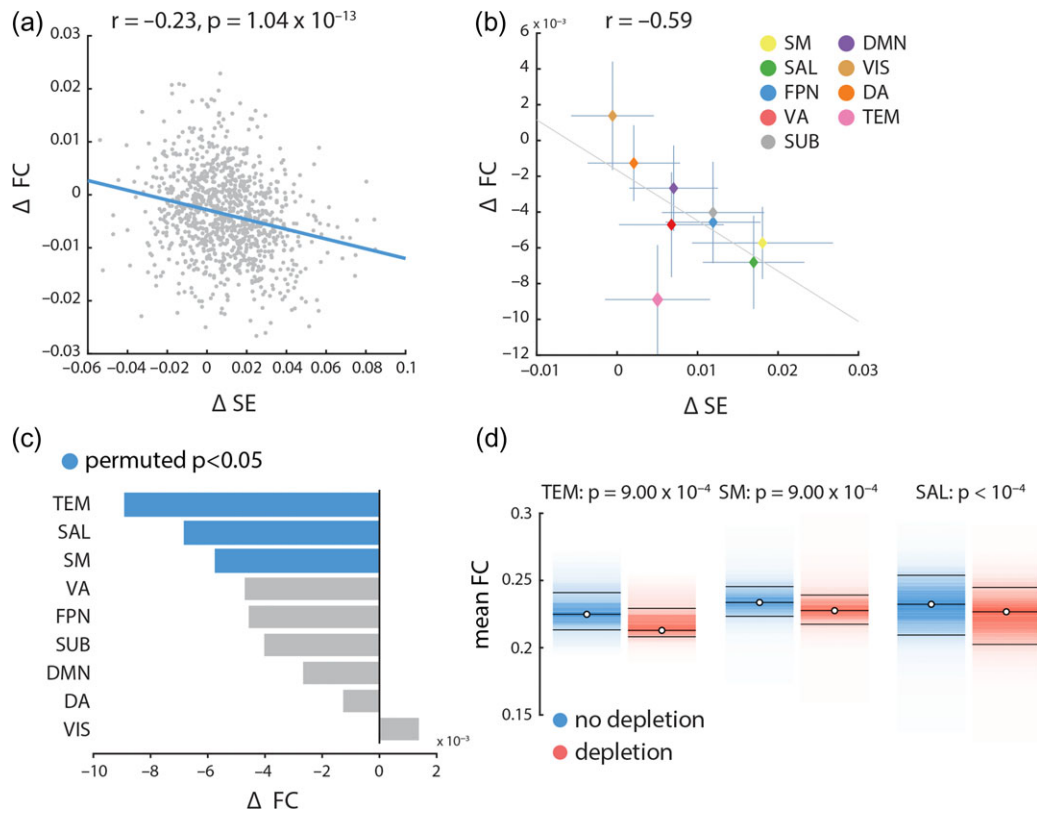 (a)
r = –0.23, p = 1.04 x 10⁻¹³
0.03
0.02
0.01
0
−0.01
−0.02
−0.03
Δ FC
−0.06 −0.04 −0.02 0 0.02 0.04 0.06 0.08 0.1
Δ SE
(b)
r = –0.59
6 x 10⁻³
4
2
0
−2
−4
−6
−8
−10
−12
Δ FC
−0.01 0 0.01 0.02 0.03
Δ SE
SM
SAL
FPN
VA
SUB
DMN
VIS
DA
TEM
(c)
permuted p<0.05
TEM
SAL
SM
VA
FPN
SUB
DMN
DA
VIS
x 10⁻³
−10 −8 −6 −4 −2 0 2
Δ FC
(d)
TEM: p = 9.00 x 10⁻⁴ SM: p = 9.00 x 10⁻⁴ SAL: p < 10⁻⁴
0.3
0.25
0.2
0.15
mean FC
no depletion
depletion